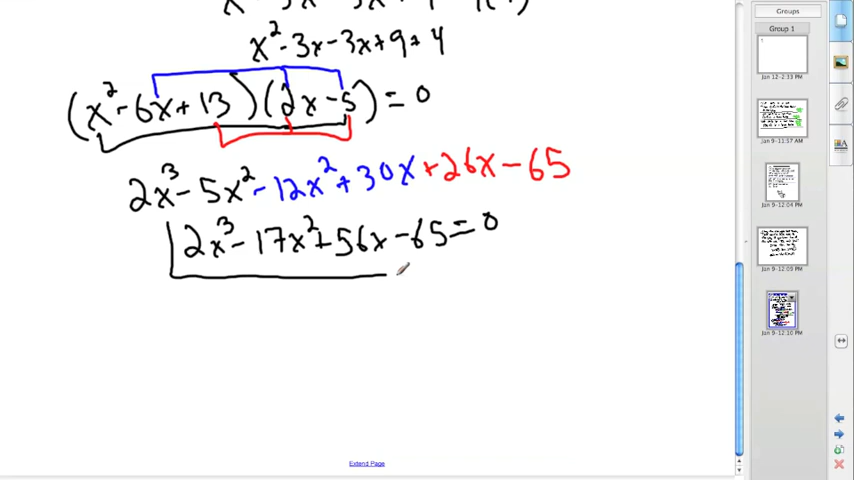 x² - 3x - 3x + 9 + 4
(x² - 6x + 13)(2x - 5) = 0
2x³ - 5x² - 12x² + 30x + 26x - 65
2x³ - 17x² + 56x - 65 = 0
Extend Page
Groups
Group 1
1
Jan 12-2:33 PM
Jan 9-11:57 AM
Jan 9-12:04 PM
Jan 9-12:09 PM
Jan 9-12:10 PM